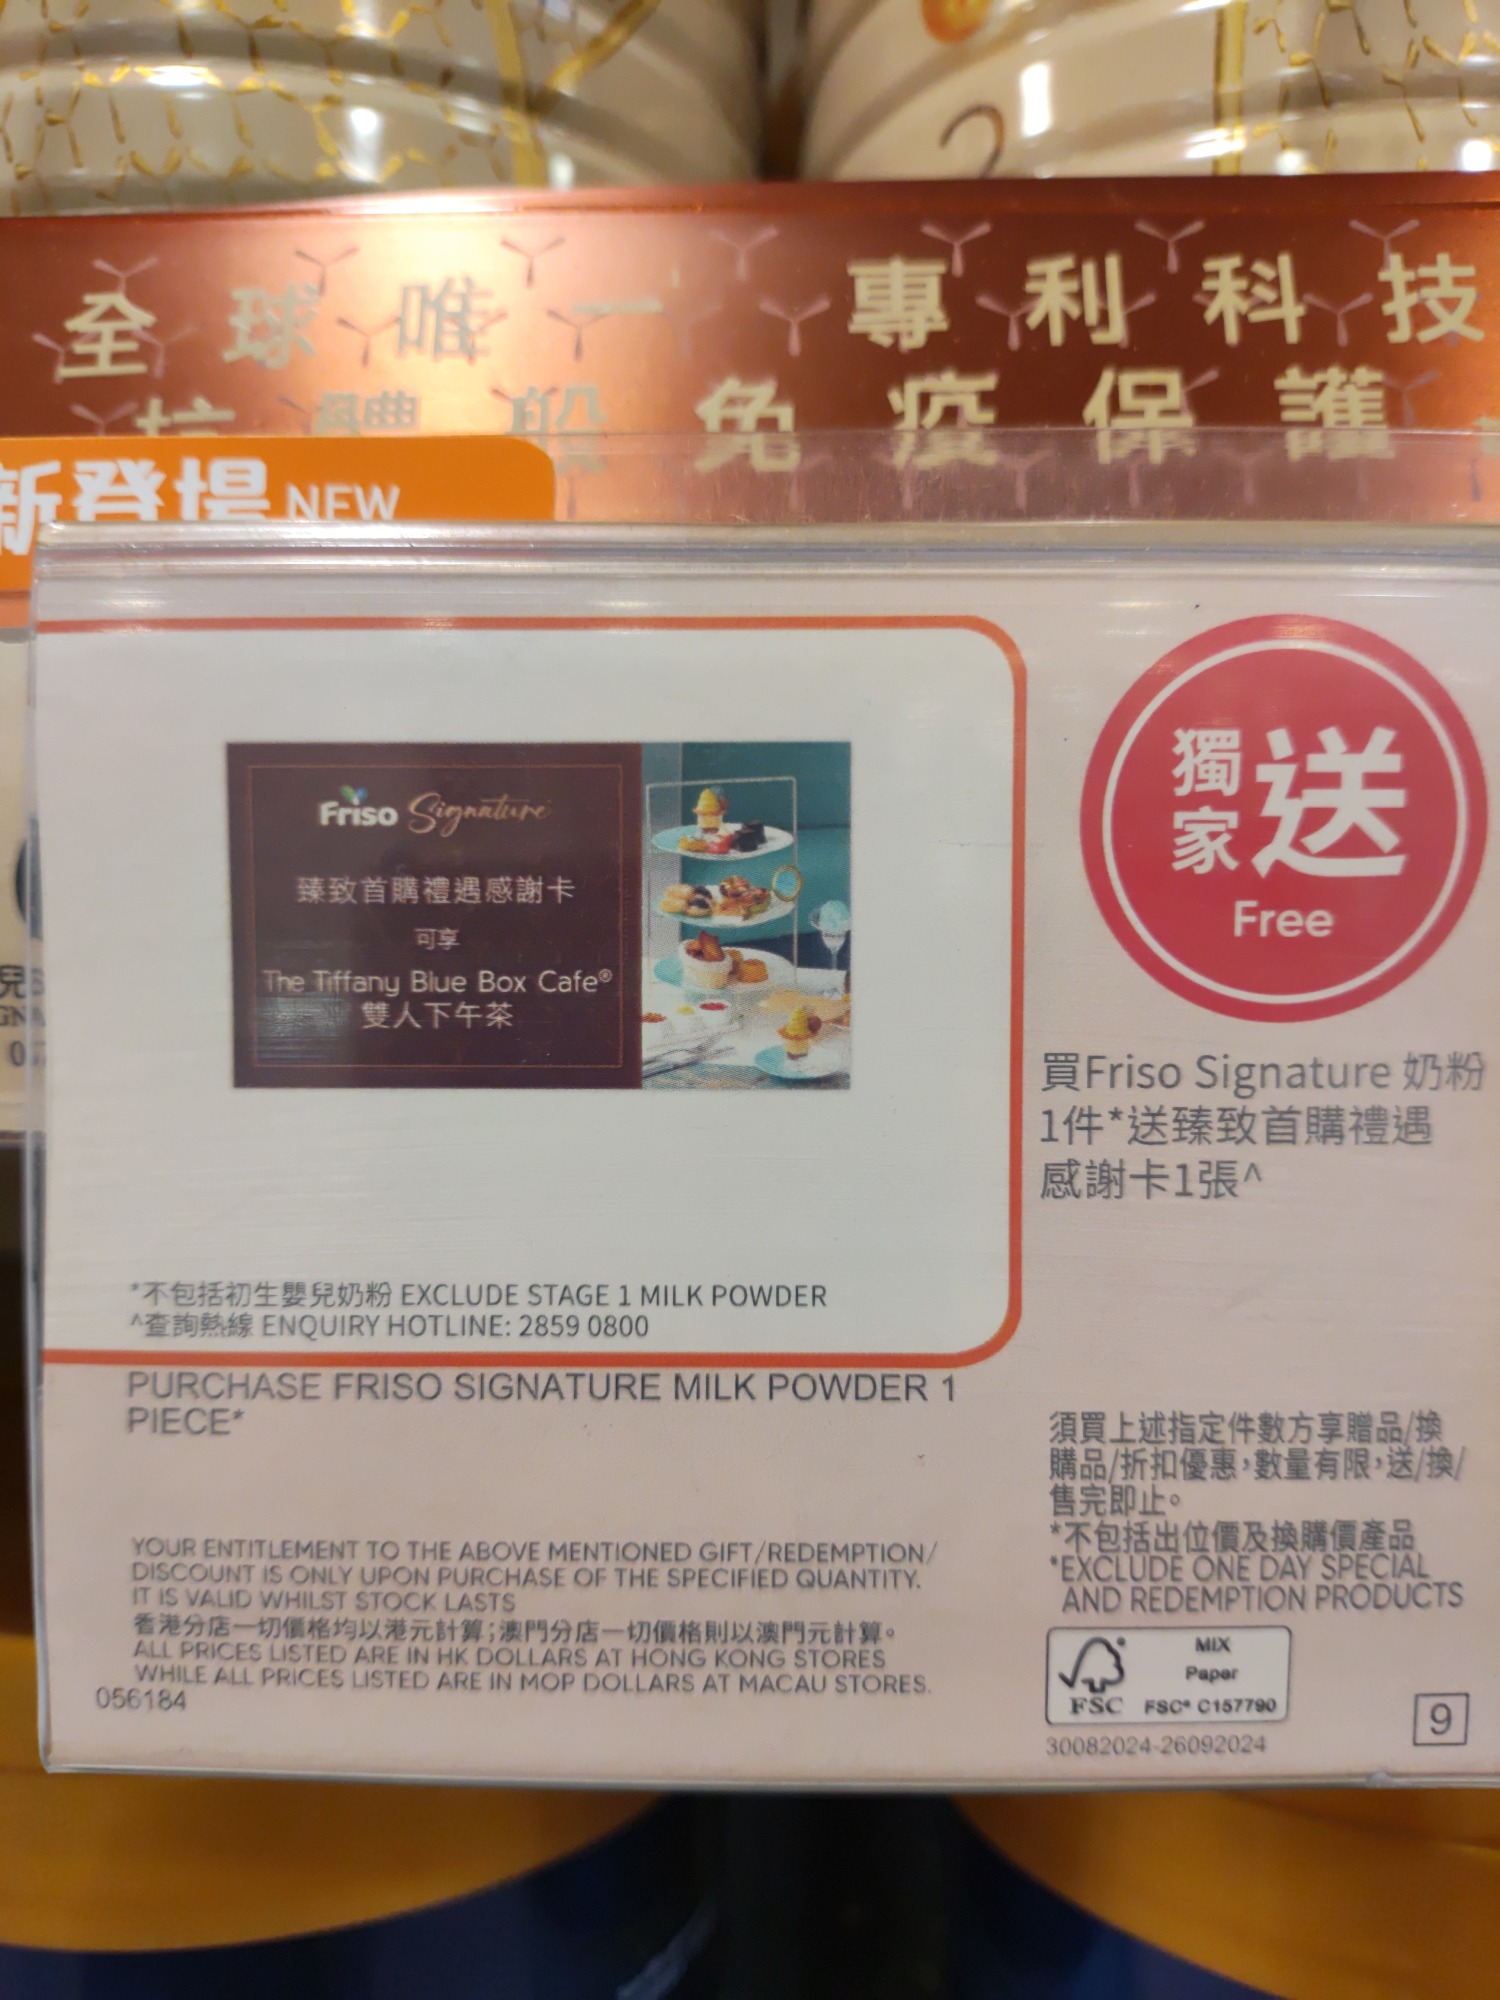 2
全球唯一 專利科技
抗體般免疫保護
新登場 NEW
獨家 送
Free
Friso Signature
臻致首購禮遇感謝卡
可享
The Tiffany Blue Box Cafe®
雙人下午茶
買Friso Signature 奶粉
1件*送臻致首購禮遇
感謝卡1張^
*不包括初生嬰兒奶粉 EXCLUDE STAGE 1 MILK POWDER
^查詢熱線 ENQUIRY HOTLINE: 2859 0800
PURCHASE FRISO SIGNATURE MILK POWDER 1
PIECE*
須買上述指定件數方享贈品/換
購品/折扣優惠,數量有限,送/換/
售完即止。
*不包括出位價及換購價產品
*EXCLUDE ONE DAY SPECIAL
AND REDEMPTION PRODUCTS
YOUR ENTITLEMENT TO THE ABOVE MENTIONED GIFT/REDEMPTION/
DISCOUNT IS ONLY UPON PURCHASE OF THE SPECIFIED QUANTITY.
IT IS VALID WHILST STOCK LASTS
香港分店一切價格均以港元計算;澳門分店一切價格則以澳門元計算。
ALL PRICES LISTED ARE IN HK DOLLARS AT HONG KONG STORES
WHILE ALL PRICES LISTED ARE IN MOP DOLLARS AT MACAU STORES.
056184
MIX
Paper
FSC FSC® C157790
30082024-26092024
9